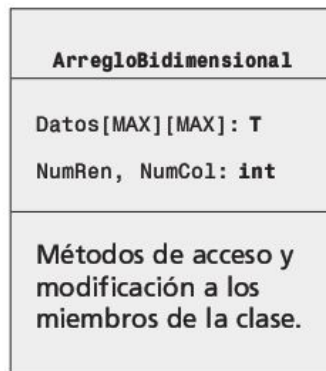 ArregloBidimensional
Datos[MAX][MAX]: T
NumRen, NumCol: int
Métodos de acceso y
modificación a los
miembros de la clase.